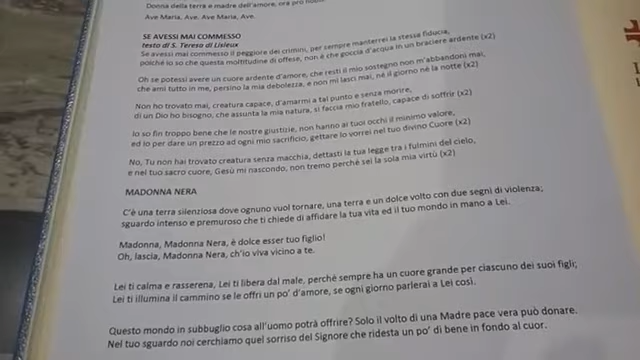 Donna della terra e madre dell'amore, ora pro nobis
Ave Maria, Ave. Ave Maria, Ave.
SE AVESSI MAI COMMESSO
testo di S. Teresa di Lisieux
Se avessi mai commesso il peggiore dei crimini, per sempre manterrei la stessa fiducia,
poiché io so che questa moltitudine di offese, non è che goccia d'acqua in un braciere ardente (x2)
Oh se potessi avere un cuore ardente d'amore, che resti il mio sostegno non m'abbandoni mai,
che ami tutto in me, persino la mia debolezza, e non mi lasci mai, né il giorno né la notte (x2)
Non ho trovato mai, creatura capace, d'amarmi a tal punto e senza morire,
di un Dio ho bisogno, che assunta la mia natura, si faccia mio fratello, capace di soffrir (x2)
Io so fin troppo bene che le nostre giustizie, non hanno ai tuoi occhi il minimo valore,
ed io per dare un prezzo ad ogni mio sacrificio, gettare lo vorrei nel tuo divino Cuore (x2)
No, Tu non hai trovato creatura senza macchia, dettasti la tua legge tra i fulmini del cielo,
e nel tuo sacro cuore, Gesù mi nascondo, non tremo perché sei la sola mia virtù (x2)
MADONNA NERA
C'è una terra silenziosa dove ognuno vuol tornare, una terra e un dolce volto con due segni di violenza;
sguardo intenso e premuroso che ti chiede di affidare la tua vita ed il tuo mondo in mano a Lei.
Madonna, Madonna Nera, è dolce esser tuo figlio!
Oh, lascia, Madonna Nera, ch'io viva vicino a te.
Lei ti calma e rasserena, Lei ti libera dal male, perchè sempre ha un cuore grande per ciascuno dei suoi figli;
Lei ti illumina il cammino se le offri un po' d'amore, se ogni giorno parlerai a Lei così.
Questo mondo in subbuglio cosa all'uomo potrà offrire? Solo il volto di una Madre pace vera può donare.
Nel tuo sguardo noi cerchiamo quel sorriso del Signore che ridesta un po' di bene in fondo al cuor.